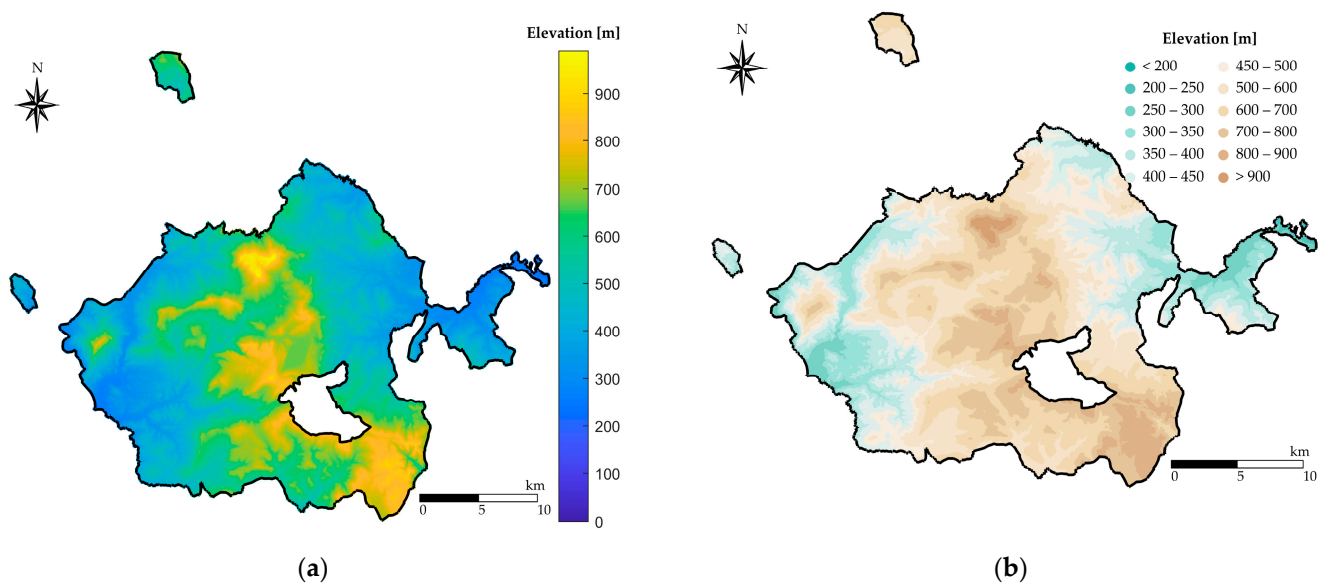 Elevation [m]
N
900
800
700
600
500
400
300
200
100
0
km
0 5 10
(a)
Elevation [m]
N
< 200 450 – 500
200 – 250 500 – 600
250 – 300 600 – 700
300 – 350 700 – 800
350 – 400 800 – 900
400 – 450 > 900
km
0 5 10
(b)